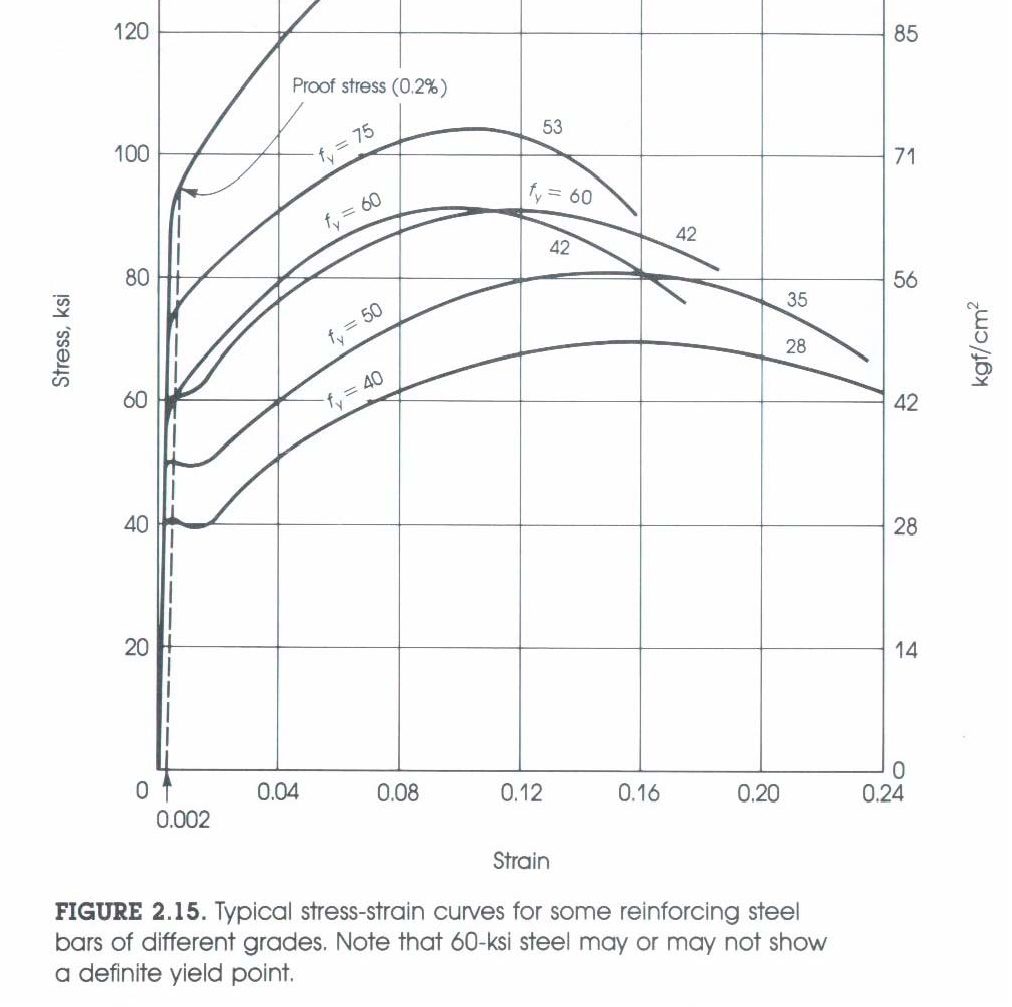 120
85
Proof stress (0.2%)
f_y = 75
53
100
71
f_y = 60
f_y = 60
42
42
80
56
Stress, ksi
kgf/cm²
f_y = 50
35
28
f_y = 40
60
42
40
28
20
14
0
0
0.04
0.08
0.12
0.16
0.20
0.24
0.002
Strain
FIGURE 2.15. Typical stress-strain curves for some reinforcing steel
bars of different grades. Note that 60-ksi steel may or may not show
a definite yield point.